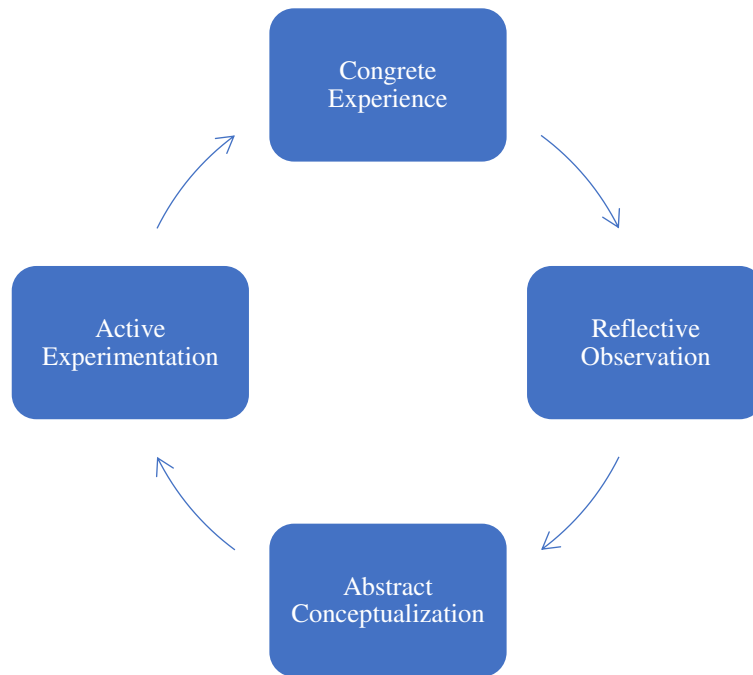 Congrete
Experience
Reflective
Observation
Abstract
Conceptualization
Active
Experimentation